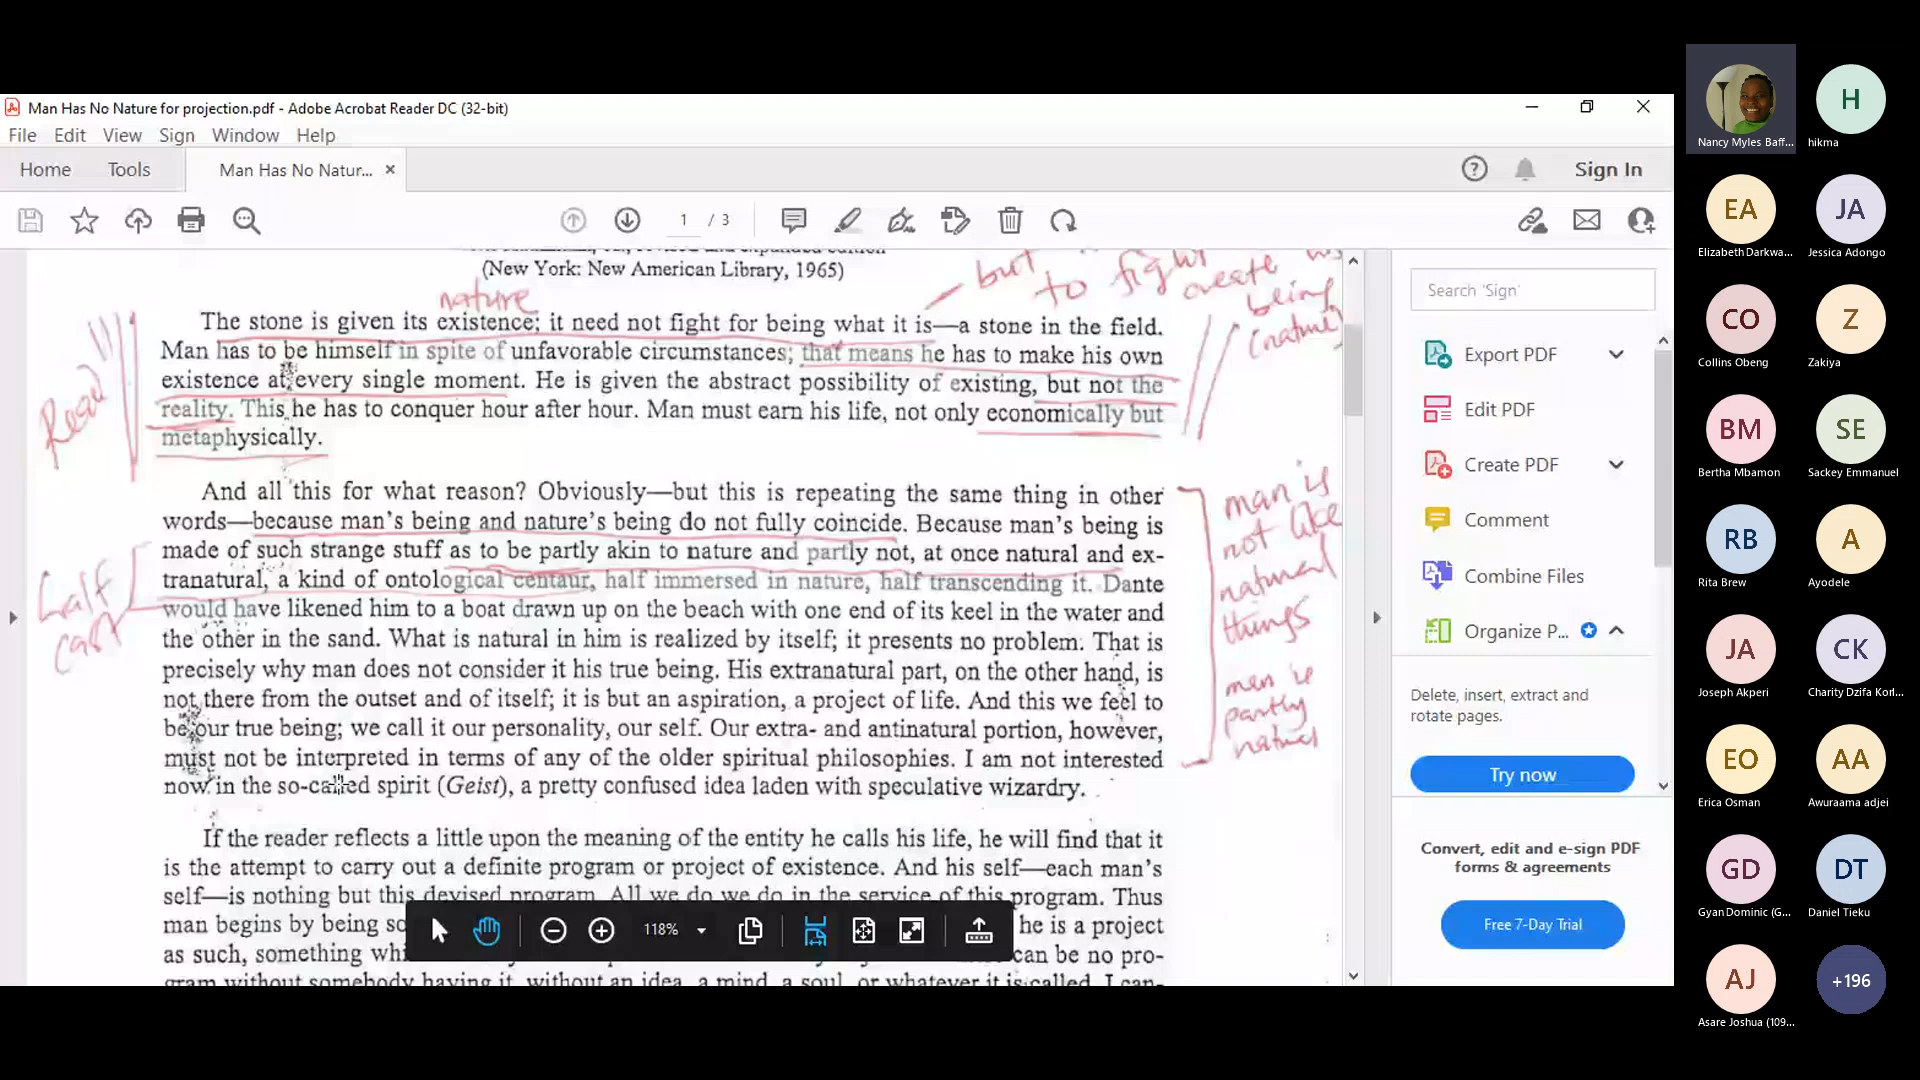 Man Has No Nature for projection.pdf - Adobe Acrobat Reader DC (32-bit)
File Edit View Sign Window Help
Home Tools Man Has No Natur... ×
Sign In
1 / 3
(New York: New American Library, 1965)
but
to fight
create his
being
(nature)
nature
Read
The stone is given its existence; it need not fight for being what it is—a stone in the field.
Man has to be himself in spite of unfavorable circumstances; that means he has to make his own
existence at every single moment. He is given the abstract possibility of existing, but not the
reality. This he has to conquer hour after hour. Man must earn his life, not only economically but
metaphysically.
And all this for what reason? Obviously—but this is repeating the same thing in other
words—because man's being and nature's being do not fully coincide. Because man's being is
made of such strange stuff as to be partly akin to nature and partly not, at once natural and ex-
tranatural, a kind of ontological centaur, half immersed in nature, half transcending it. Dante
would have likened him to a boat drawn up on the beach with one end of its keel in the water and
the other in the sand. What is natural in him is realized by itself; it presents no problem. That is
precisely why man does not consider it his true being. His extranatural part, on the other hand, is
not there from the outset and of itself; it is but an aspiration, a project of life. And this we feel to
be our true being; we call it our personality, our self. Our extra- and antinatural portion, however,
must not be interpreted in terms of any of the older spiritual philosophies. I am not interested
now in the so-called spirit (Geist), a pretty confused idea laden with speculative wizardry.
half
cast
man is
not like
natural
things
man is
partly
natural
If the reader reflects a little upon the meaning of the entity he calls his life, he will find that it
is the attempt to carry out a definite program or project of existence. And his self—each man's
self—is nothing but this devised program. All we do we do in the service of this program. Thus
man begins by being so he is a project
as such, something whi can be no pro-
gram without somebody having it, without an idea, a mind, a soul, or whatever it is called. I can-
118%
Search 'Sign'
Export PDF
Edit PDF
Create PDF
Comment
Combine Files
Organize P...
Delete, insert, extract and
rotate pages.
Try now
Convert, edit and e-sign PDF
forms & agreements
Free 7-Day Trial
Nancy Myles Baff...
H
hikma
EA
Elizabeth Darkwa...
JA
Jessica Adongo
CO
Collins Obeng
Z
Zakiya
BM
Bertha Mbamon
SE
Sackey Emmanuel
RB
Rita Brew
A
Ayodele
JA
Joseph Akperi
CK
Charity Dzifa Korl...
EO
Erica Osman
AA
Awuraama adjei
GD
Gyan Dominic (G...
DT
Daniel Tieku
AJ
Asare Joshua (109...
+196